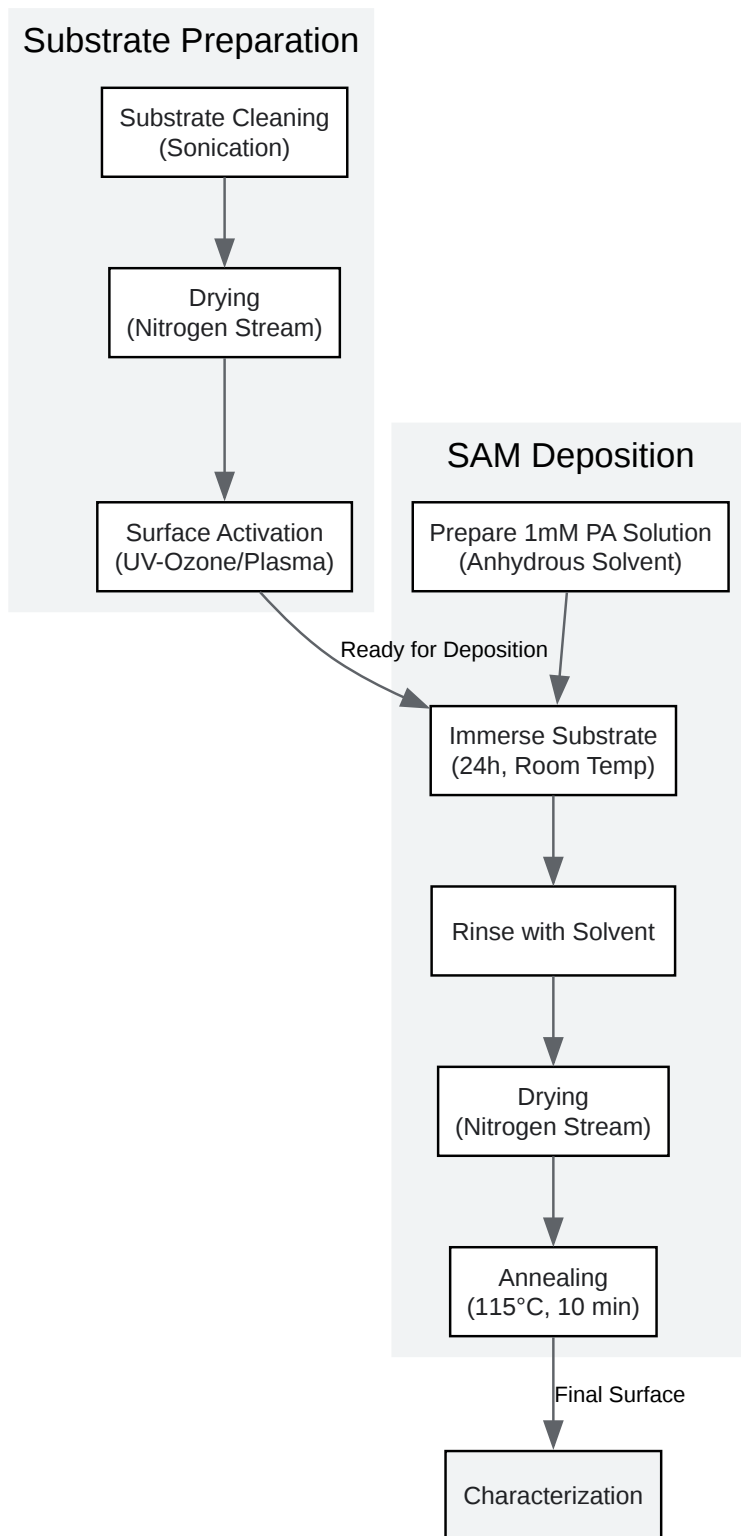 Substrate Preparation
Substrate Cleaning
(Sonication)
Drying
(Nitrogen Stream)
Surface Activation
(UV-Ozone/Plasma)
SAM Deposition
Prepare 1mM PA Solution
(Anhydrous Solvent)
Ready for Deposition
Immerse Substrate
(24h, Room Temp)
Rinse with Solvent
Drying
(Nitrogen Stream)
Annealing
(115°C, 10 min)
Final Surface
Characterization